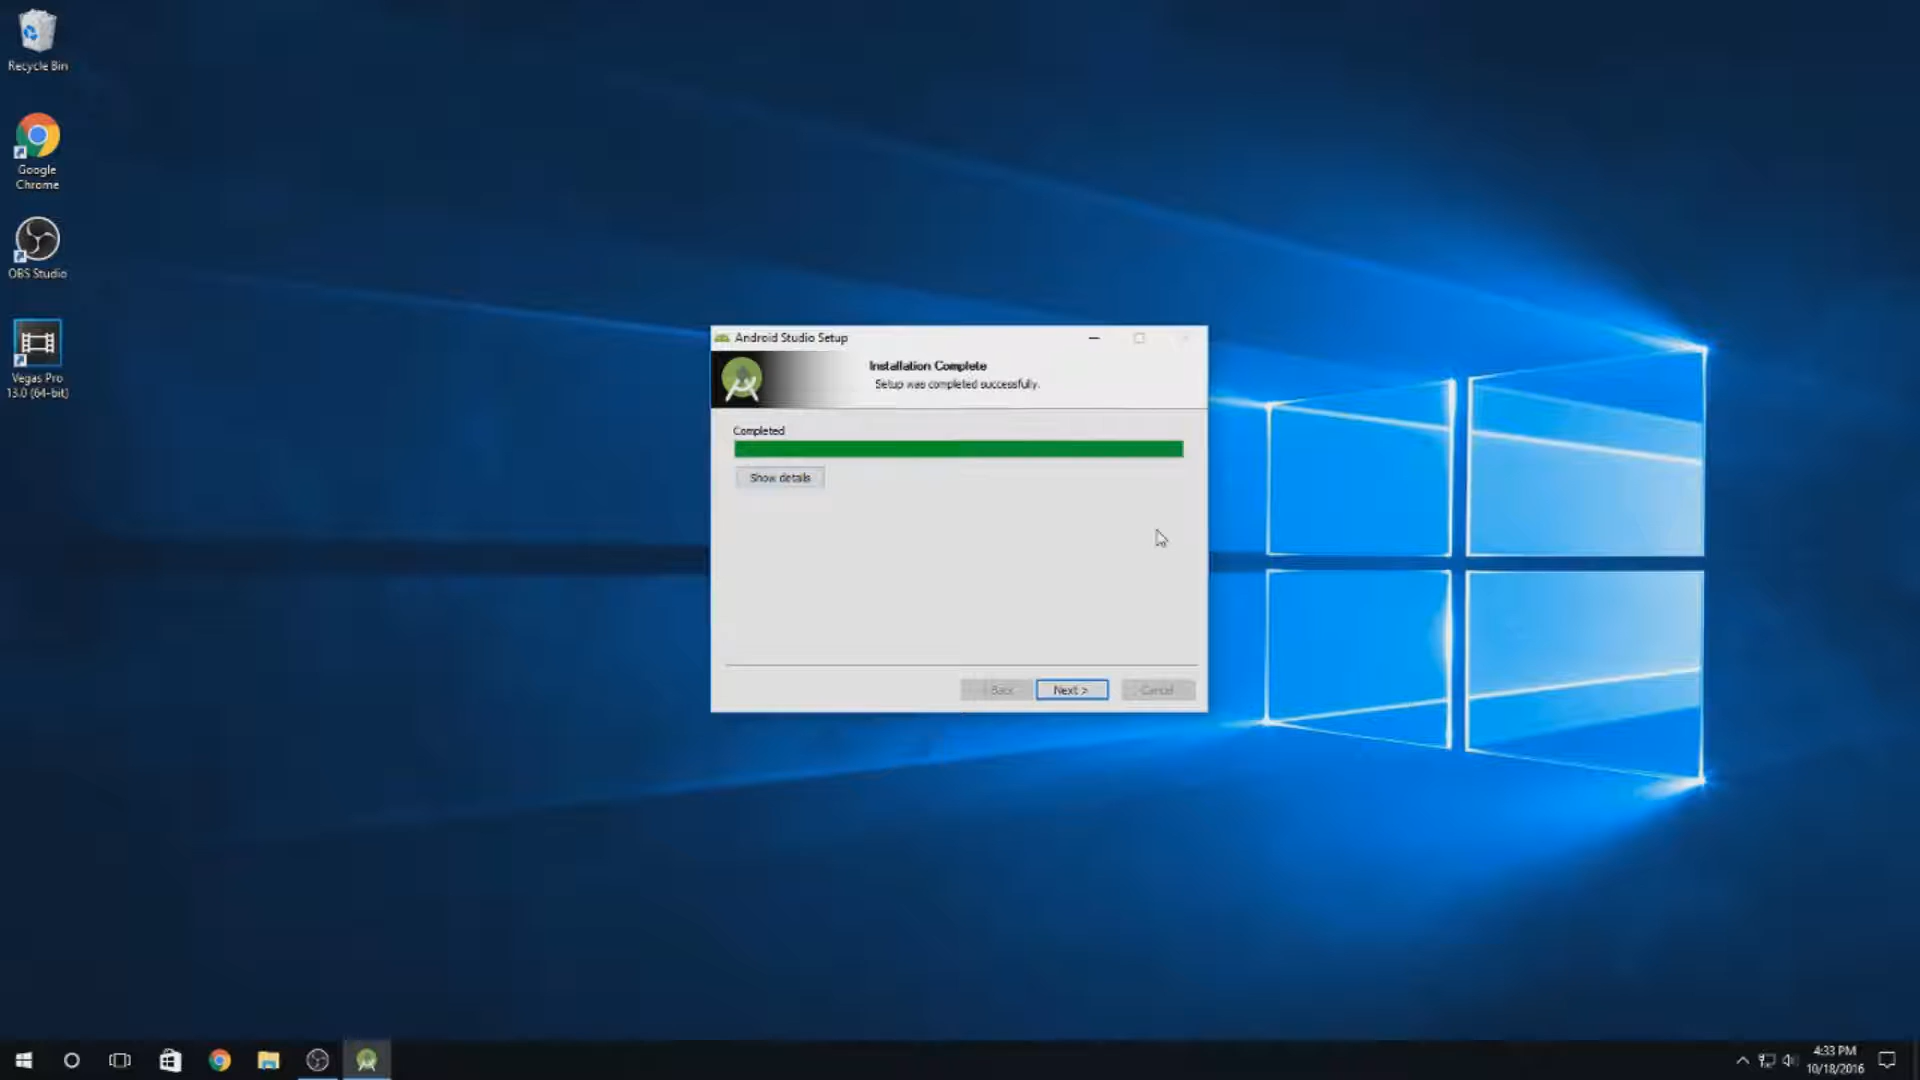 Recycle Bin
Google
Chrome
OBS Studio
Vegas Pro
13.0 (64-bit)
Android Studio Setup
Installation Complete
Setup was completed successfully.
Completed
Show details
Back
Next >
Cancel
4:33 PM
10/18/2016